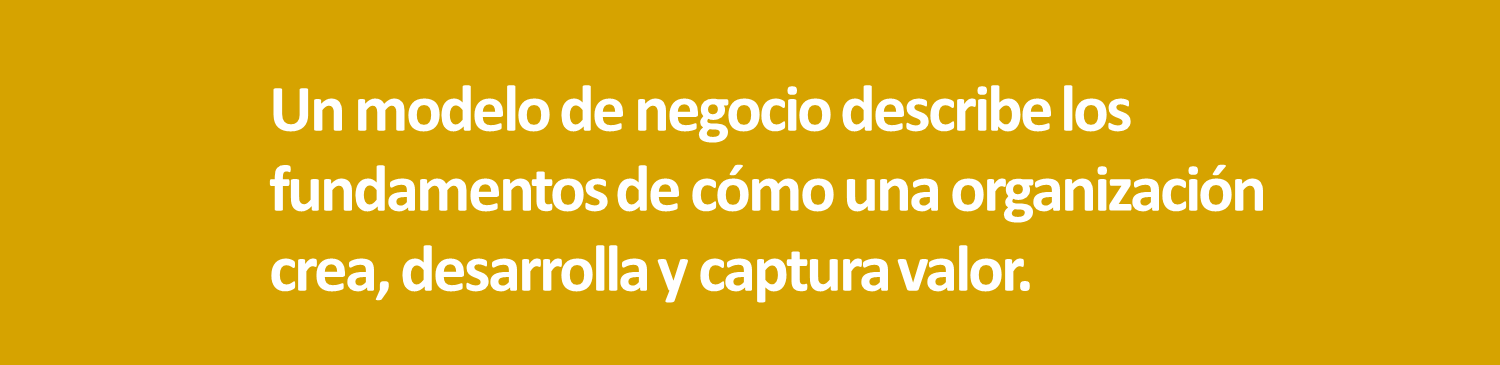 Un modelo de negocio describe los
fundamentos de cómo una organización
crea, desarrolla y captura valor.